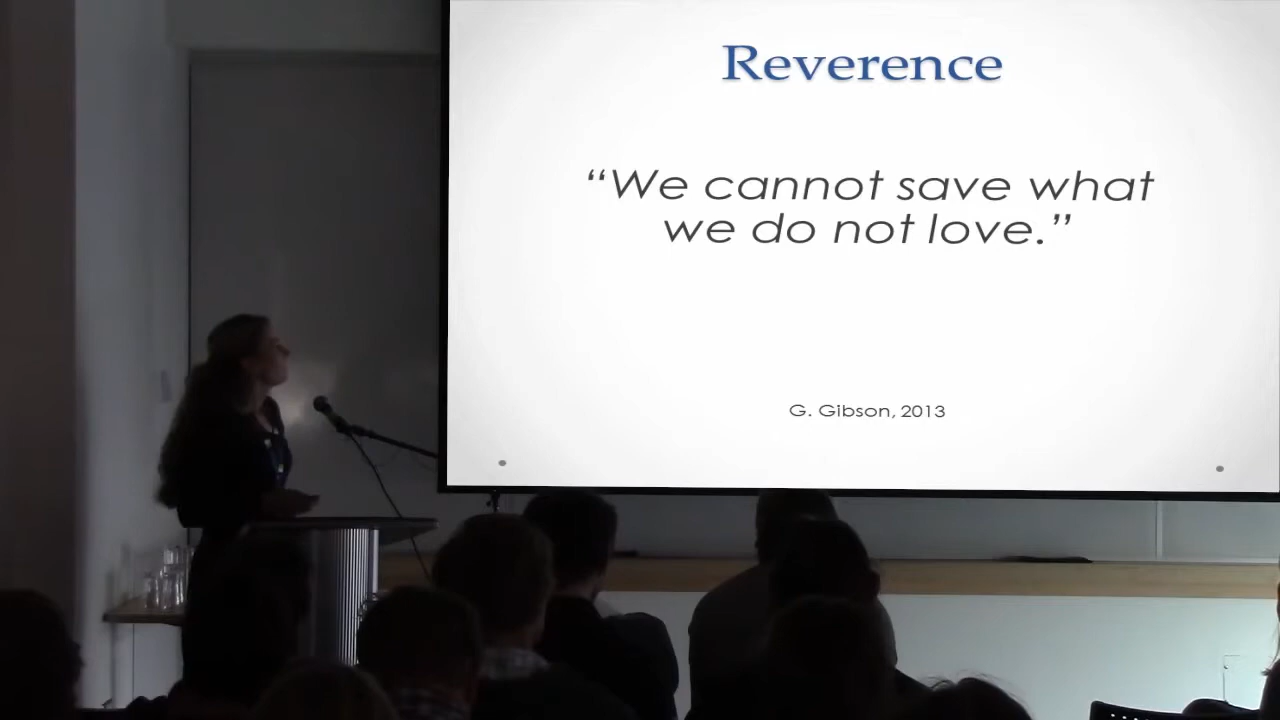 Reverence
“We cannot save what
we do not love.”
G. Gibson, 2013